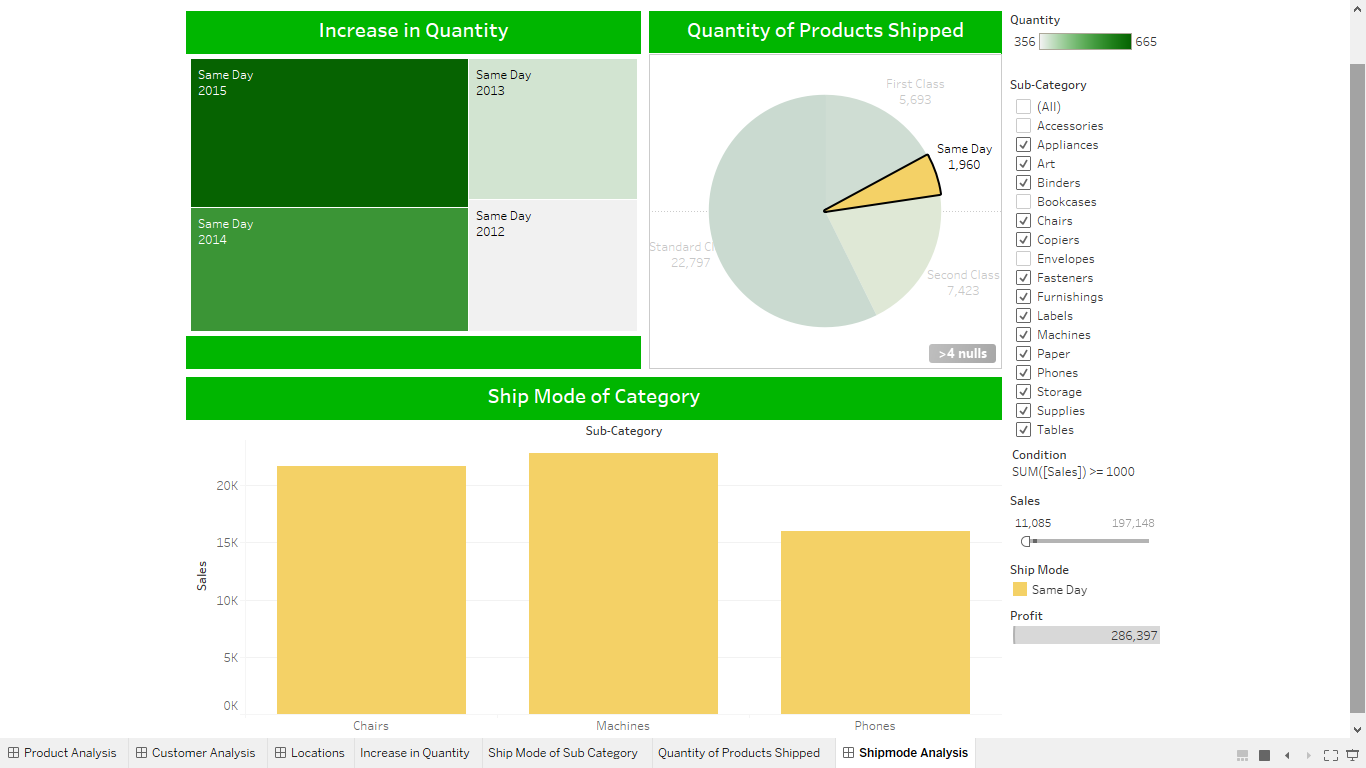 Increase in Quantity
Same Day
2015
Same Day
2013
Same Day
2014
Same Day
2012
Quantity of Products Shipped
First Class
5,693
Same Day
1,960
Standard Cl
22,797
Second Class
7,423
>4 nulls
Ship Mode of Category
Sub-Category
Sales
20K
15K
10K
5K
0K
Chairs
Machines
Phones
Quantity
356
665
Sub-Category
(All)
Accessories
Appliances
Art
Binders
Bookcases
Chairs
Copiers
Envelopes
Fasteners
Furnishings
Labels
Machines
Paper
Phones
Storage
Supplies
Tables
Condition
SUM([Sales]) >= 1000
Sales
11,085
197,148
Ship Mode
Same Day
Profit
286,397
Product Analysis
Customer Analysis
Locations
Increase in Quantity
Ship Mode of Sub Category
Quantity of Products Shipped
Shipmode Analysis